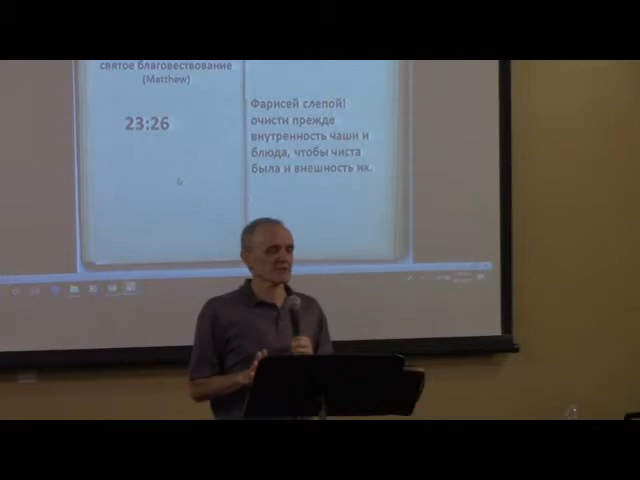 святое благовествование
(Matthew)
23:26
Фарисей слепой!
очисти прежде
внутренность чаши и
блюда, чтобы чиста
была и внешность их.